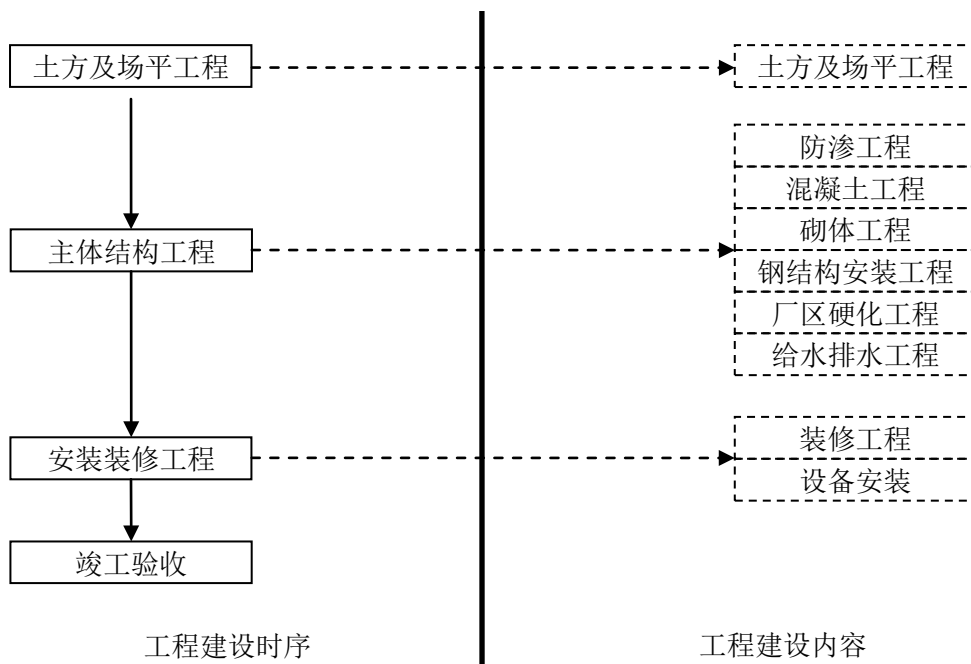 土方及场平工程
土方及场平工程
防渗工程
混凝土工程
主体结构工程
砌体工程
钢结构安装工程
厂区硬化工程
给水排水工程
安装装修工程
装修工程
设备安装
竣工验收
工程建设时序
工程建设内容